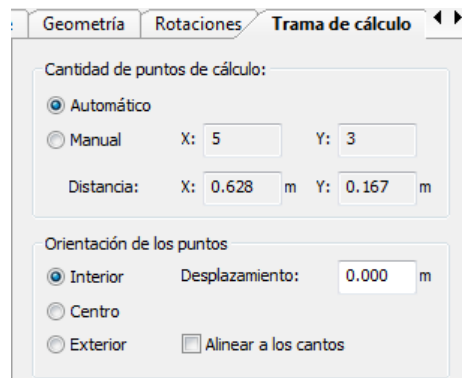 Geometría Rotaciones Trama de cálculo
Cantidad de puntos de cálculo:
Automático
Manual X: 5 Y: 3
Distancia: X: 0.628 m Y: 0.167 m
Orientación de los puntos
Interior Desplazamiento: 0.000 m
Centro
Exterior Alinear a los cantos